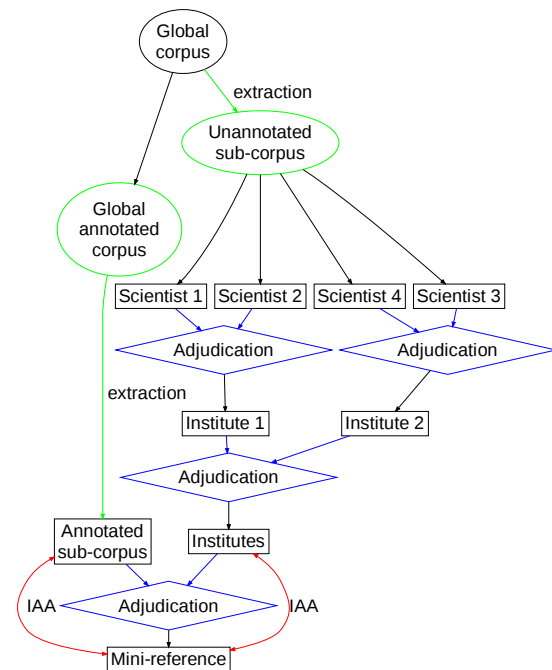 Global
corpus
extraction
Unannotated
sub-corpus
Global
annotated
corpus
Scientist 1
Scientist 2
Scientist 4
Scientist 3
Adjudication
Adjudication
extraction
Institute 1
Institute 2
Adjudication
Annotated
sub-corpus
Institutes
IAA
Adjudication
IAA
Mini-reference